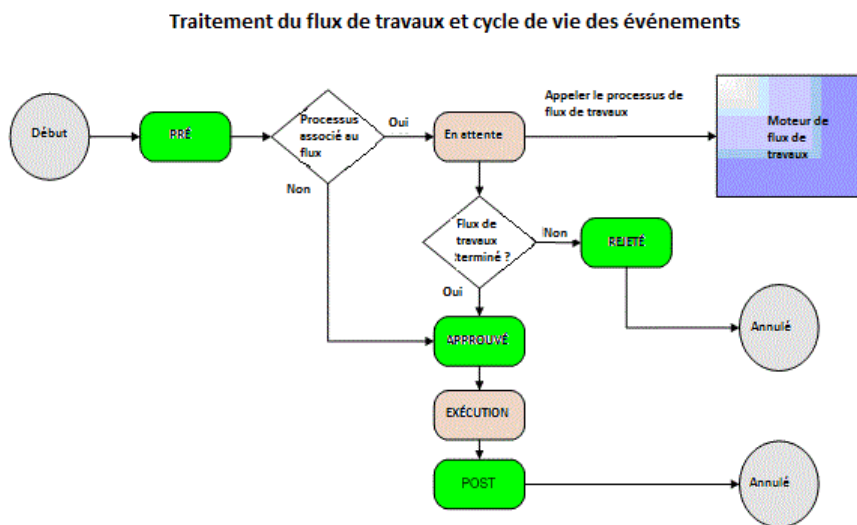 Traitement du flux de travaux et cycle de vie des événements
Début
PRÉ
Processus
associé au
flux
Oui
Non
En attente
Appeler le processus de
flux de travaux
Moteur de
flux de
travaux
Flux de
travaux
terminé ?
Non
REJETÉ
Oui
Annulé
APPROUVÉ
EXÉCUTION
POST
Annulé